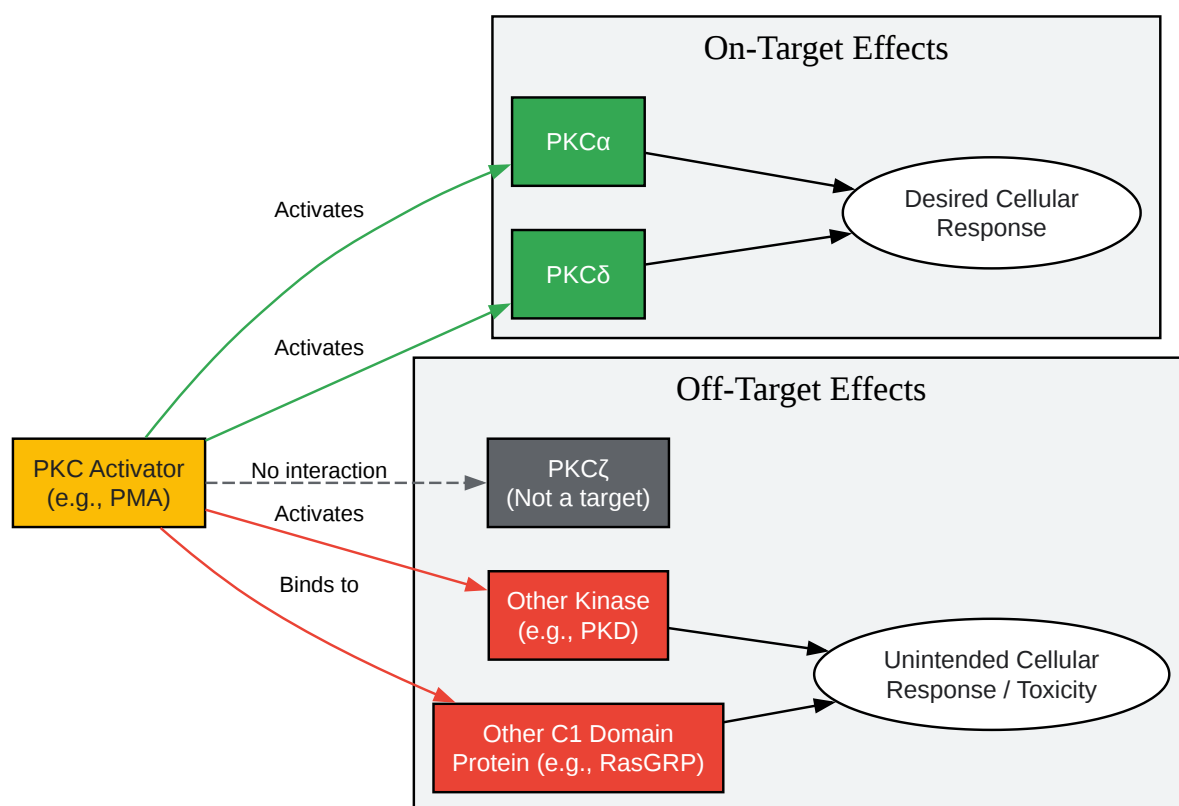 On-Target Effects
PKCα
Activates
Desired Cellular
Response
PKCδ
Activates
Off-Target Effects
PKC Activator
(e.g., PMA)
No interaction
PKCζ
(Not a target)
Activates
Binds to
Other Kinase
(e.g., PKD)
Unintended Cellular
Response / Toxicity
Other C1 Domain
Protein (e.g., RasGRP)